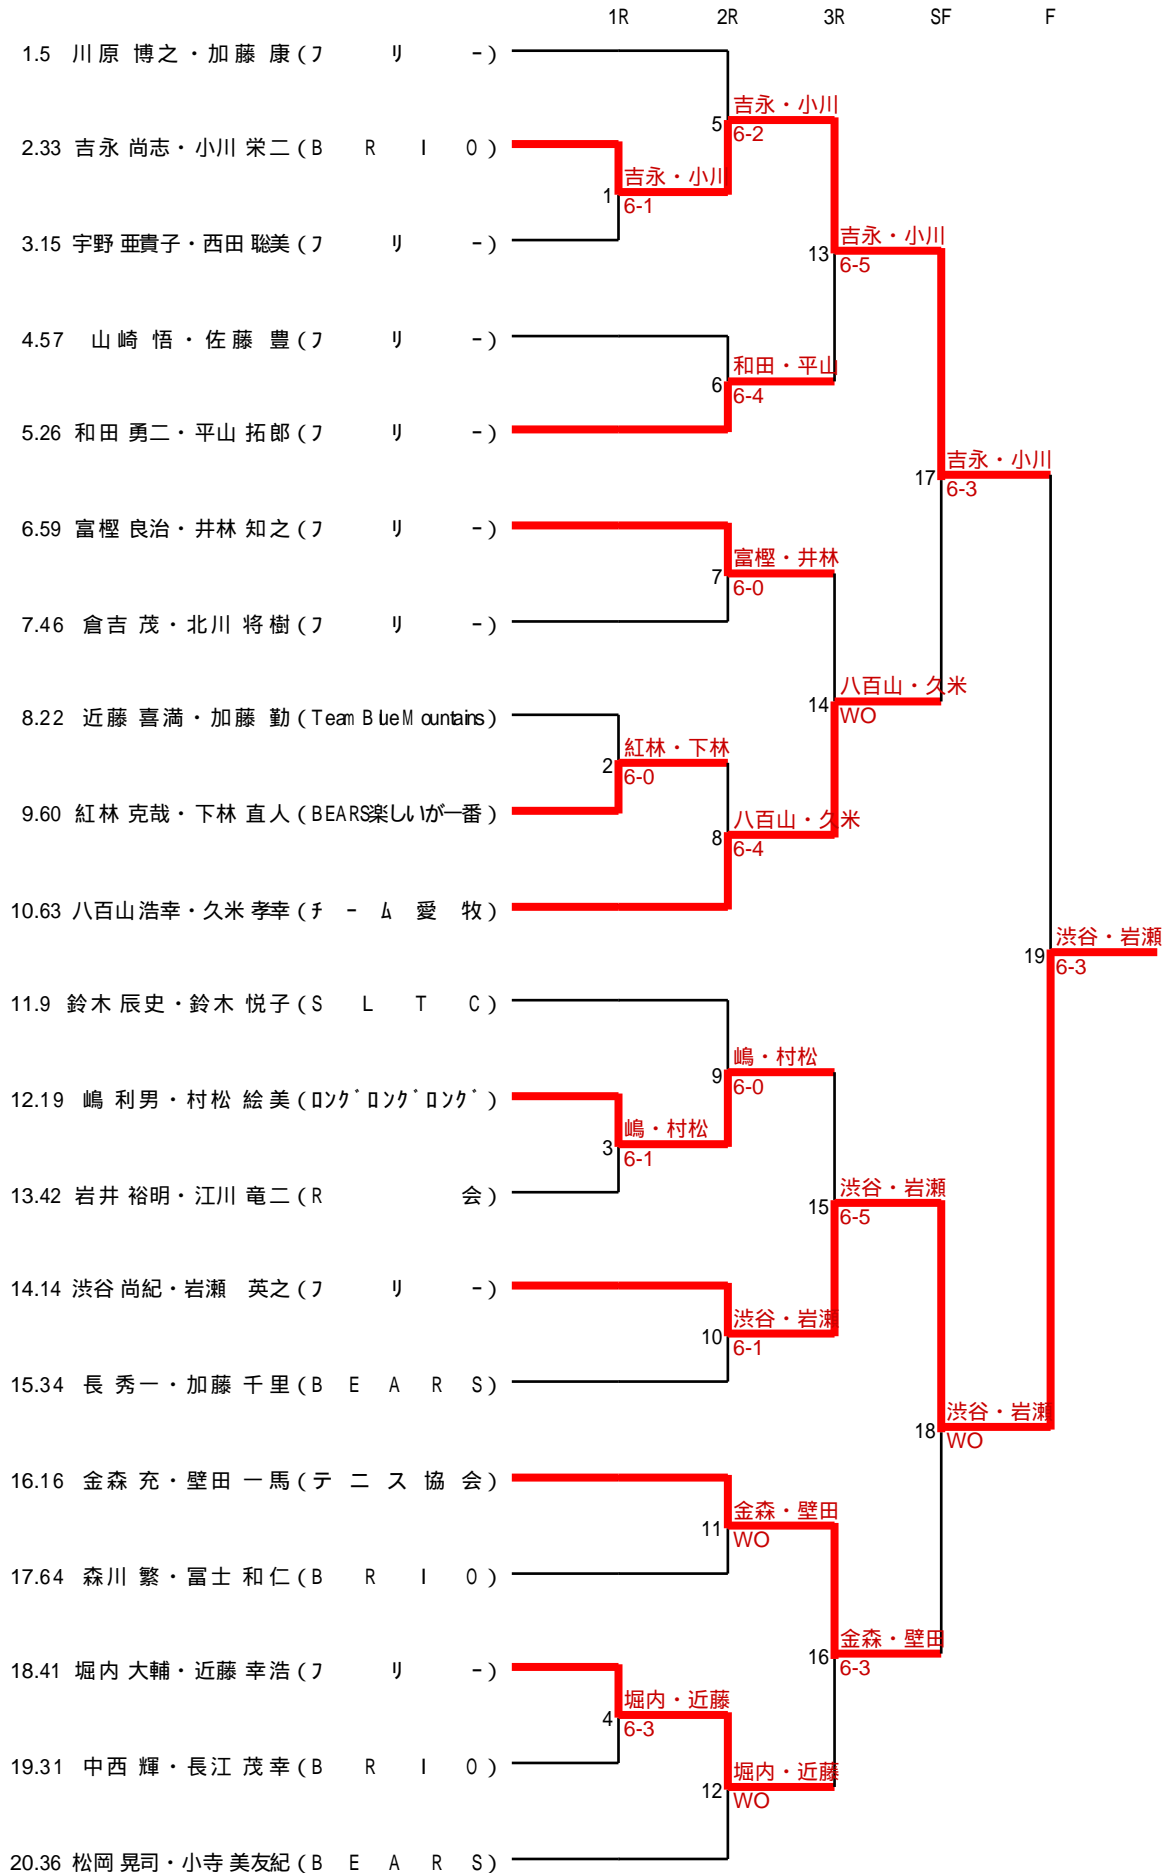 1R 2R 3R SF F
1.5 川原 博之・加藤 康 (フ リ ー)
吉永・小川
5
6-2
2.33 吉永 尚志・小川 栄二 (B R I O)
吉永・小川
1
6-1
吉永・小川
3.15 宇野 亜貴子・西田 聡美 (フ リ ー)
13
6-5
4.57 山崎 悟・佐藤 豊 (フ リ ー)
和田・平山
6
6-4
5.26 和田 勇二・平山 拓郎 (フ リ ー)
吉永・小川
17
6-3
6.59 富樫 良治・井林 知之 (フ リ ー)
富樫・井林
7
6-0
7.46 倉吉 茂・北川 将樹 (フ リ ー)
八百山・久米
14
WO
8.22 近藤 喜満・加藤 勤 (Team Blue Mountains)
紅林・下林
2
6-0
9.60 紅林 克哉・下林 直人 (BEARS楽しいが一番)
八百山・久米
8
6-4
10.63 八百山 浩幸・久米 孝幸 (チ ー ム 愛 牧)
渋谷・岩瀬
19
6-3
11.9 鈴木 辰史・鈴木 悦子 (S L T C)
嶋・村松
9
6-0
12.19 嶋 利男・村松 絵美 (ロング ロング ロング)
嶋・村松
3
6-1
13.42 岩井 裕明・江川 竜二 (R 会)
渋谷・岩瀬
15
6-5
14.14 渋谷 尚紀・岩瀬 英之 (フ リ ー)
渋谷・岩瀬
10
6-1
15.34 長 秀一・加藤 千里 (B E A R S)
渋谷・岩瀬
18
WO
16.16 金森 充・壁田 一馬 (テ ニ ス 協 会)
金森・壁田
11
WO
17.64 森川 繁・冨士 和仁 (B R I O)
金森・壁田
16
6-3
18.41 堀内 大輔・近藤 幸浩 (フ リ ー)
堀内・近藤
4
6-3
19.31 中西 輝・長江 茂幸 (B R I O)
堀内・近藤
12
WO
20.36 松岡 晃司・小寺 美友紀 (B E A R S)